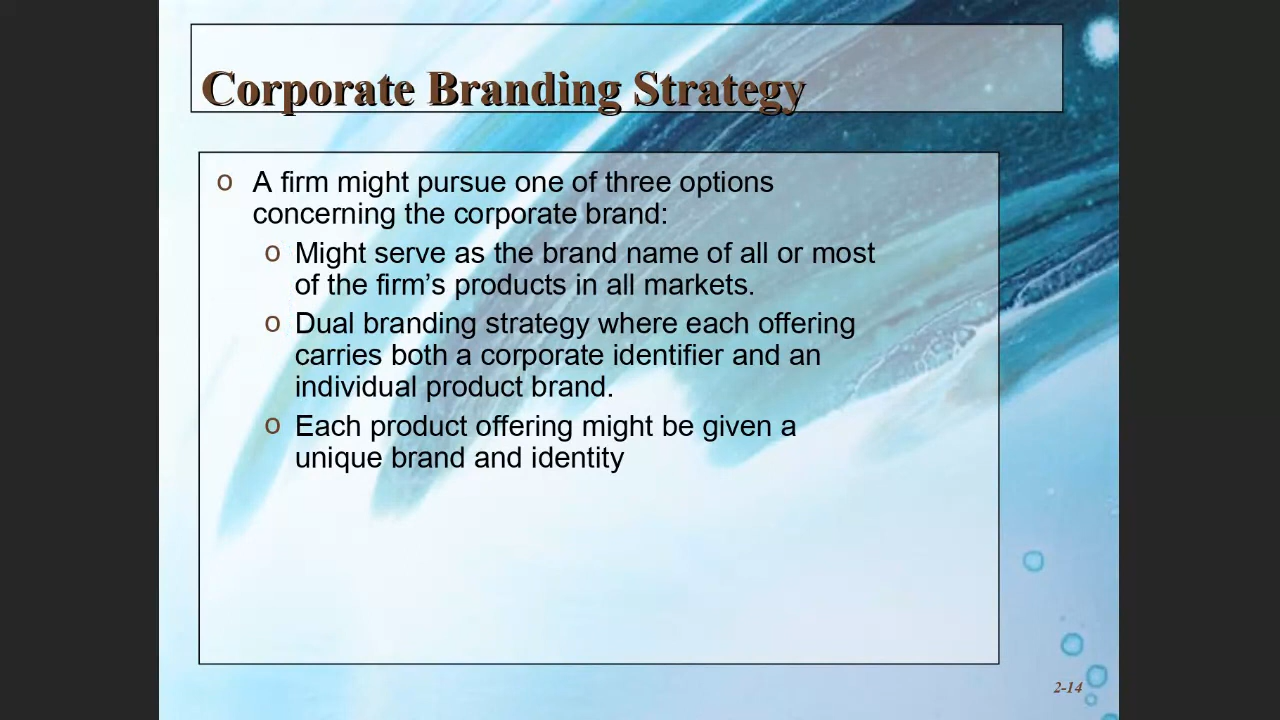 Corporate Branding Strategy
o A firm might pursue one of three options
concerning the corporate brand:
o Might serve as the brand name of all or most
of the firm’s products in all markets.
o Dual branding strategy where each offering
carries both a corporate identifier and an
individual product brand.
o Each product offering might be given a
unique brand and identity
2-14